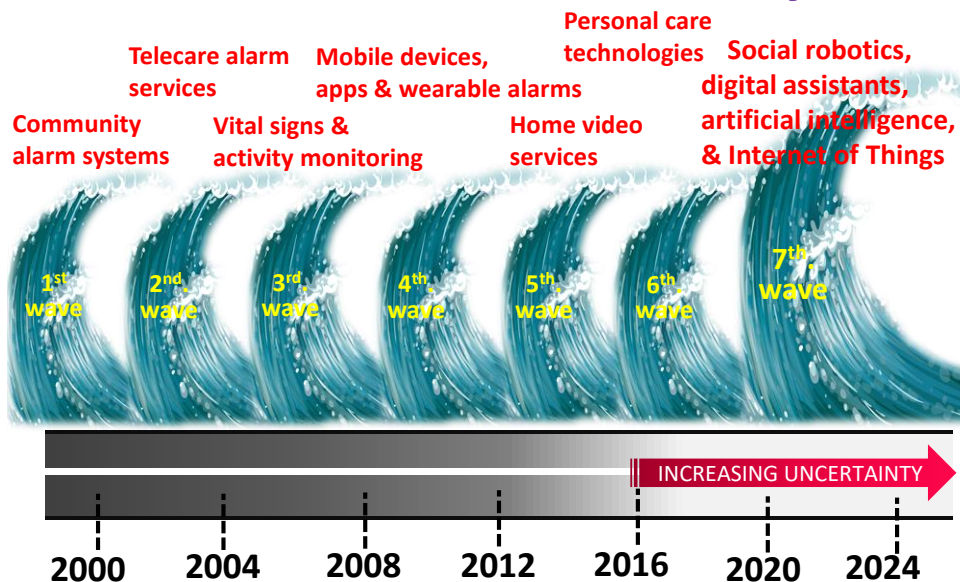 Community
alarm systems
Telecare alarm
services
Vital signs &
activity monitoring
Mobile devices,
apps & wearable alarms
Home video
services
Personal care
technologies
Social robotics,
digital assistants,
artificial intelligence,
& Internet of Things
1st
wave
2nd.
wave
3rd.
wave
4th.
wave
5th.
wave
6th.
wave
7th.
wave
INCREASING UNCERTAINTY
2000
2004
2008
2012
2016
2020
2024